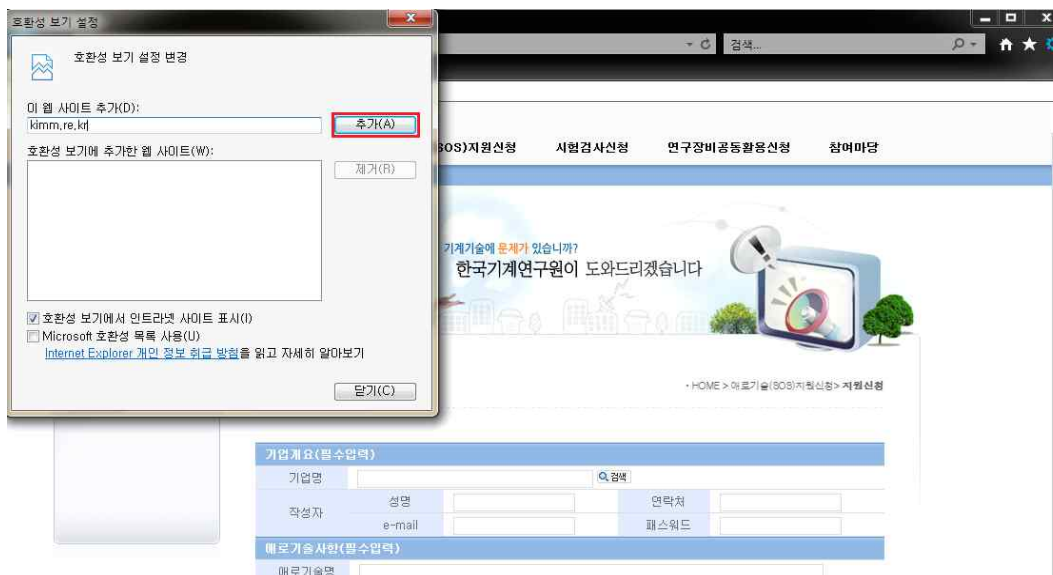 호환성 보기 설정
호환성 보기 설정 변경
이 웹 사이트 추가(D):
kimm.re.kr
추가(A)
호환성 보기에 추가한 웹 사이트(W):
제거(R)
호환성 보기에서 인트라넷 사이트 표시(I)
Microsoft 호환성 목록 사용(U)
Internet Explorer 개인 정보 취급 방침을 읽고 자세히 알아보기
닫기(C)
검색...
SOS)지원신청 시험검사신청 연구장비공동활용신청 참여마당
기계기술에 문제가 있습니까?
한국기계연구원이 도와드리겠습니다
· HOME > 애로기술(SOS)지원신청> 지원신청
기업개요(필수입력)
기업명 검색
작성자 성명 연락처
e-mail 패스워드
애로기술사항(필수입력)
애로기술명